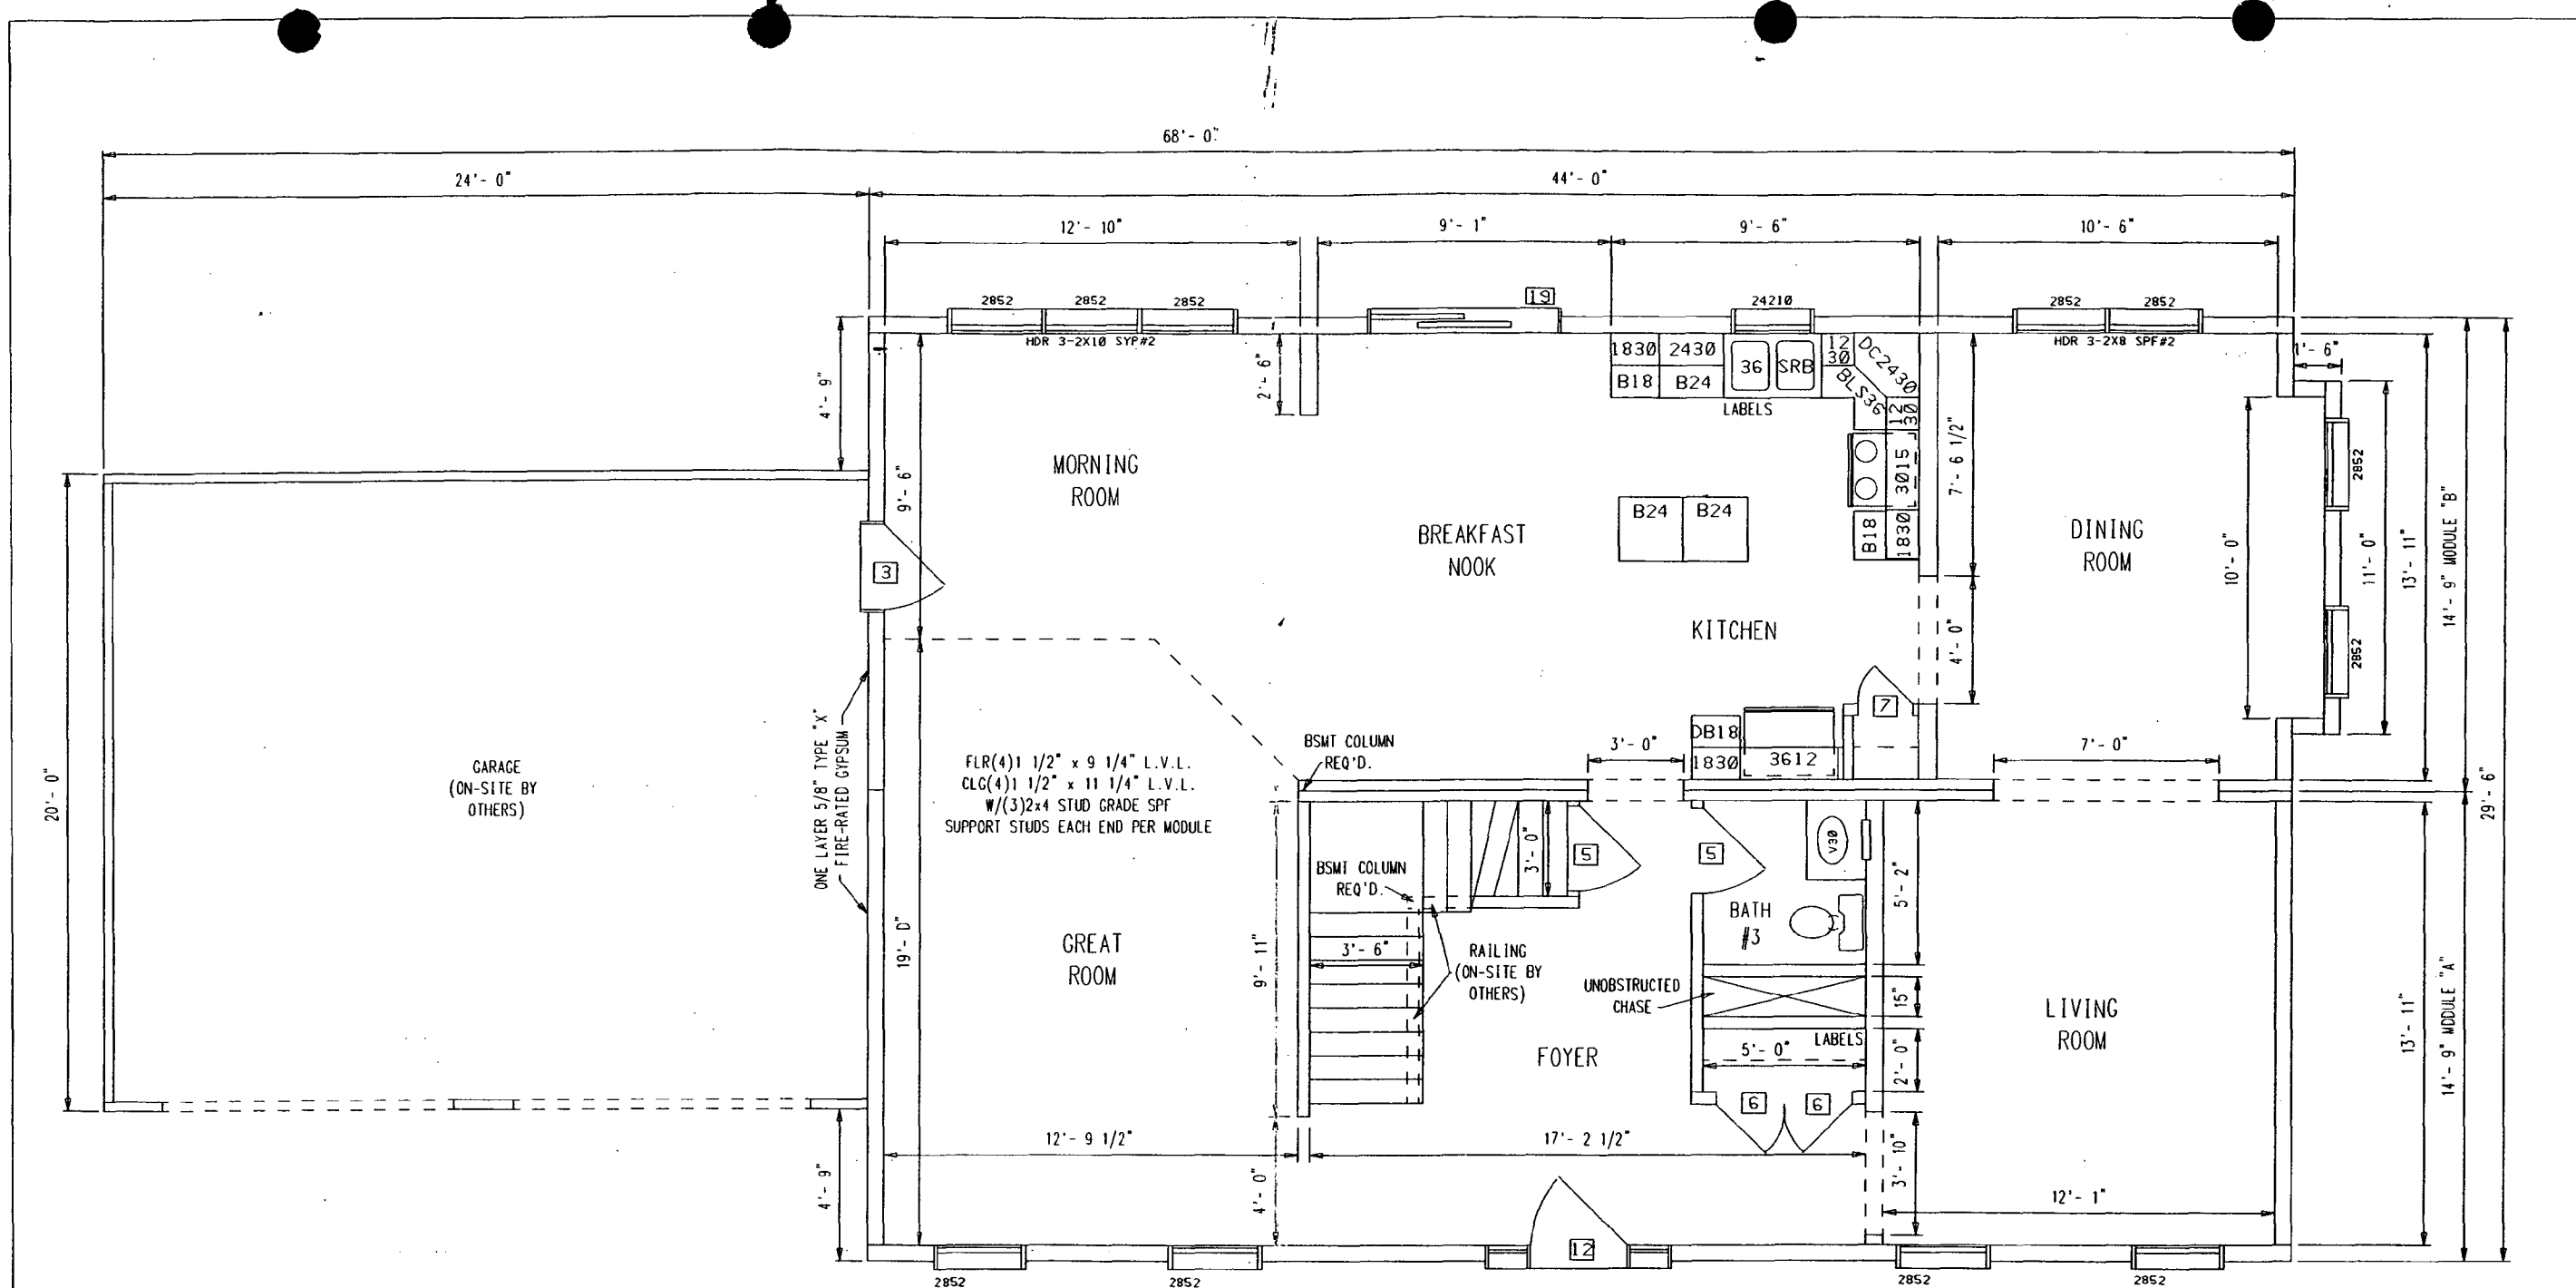 68'- 0"
24'- 0"
44'- 0"
12'- 10"
9'- 1"
9'- 6"
10'- 6"
2852
2852
2852
19
24210
2852
2852
HDR 3-2X10 SYP#2
HDR 3-2X8 SPF#2
1'- 6"
4'- 9"
2'- 6"
1830
2430
36
SRB
12
30
DC2430
B18
B24
BLS36
LABELS
12
30
7'- 6 1/2"
3015
2852
MORNING
ROOM
9'- 6"
BREAKFAST
NOOK
B24
B24
B18
1830
DINING
ROOM
10'- 0"
11'- 0"
13'- 11"
14'- 9" MODULE "B"
3
KITCHEN
4'- 0"
2852
7
GARAGE
(ON-SITE BY
OTHERS)
20'- 0"
ONE LAYER 5/8" TYPE "X"
FIRE-RATED GYPSUM
FLR(4)1 1/2" x 9 1/4" L.V.L.
CLG(4)1 1/2" x 11 1/4" L.V.L.
W/(3)2x4 STUD GRADE SPF
SUPPORT STUDS EACH END PER MODULE
BSMT COLUMN
REQ'D.
3'- 0"
DB18
1830
3612
7'- 0"
29'- 6"
BSMT COLUMN
REQ'D.
3'- 0"
5
5
V30
5'- 2"
BATH
#3
GREAT
ROOM
19'- 0"
9'- 11"
3'- 6"
RAILING
(ON-SITE BY
OTHERS)
UNOBSTRUCTED
CHASE
15"
LIVING
ROOM
13'- 11"
14'- 9" MODULE "A"
FOYER
LABELS
5'- 0"
2'- 0"
6
6
12'- 9 1/2"
17'- 2 1/2"
4'- 9"
4'- 0"
3'- 10"
12'- 1"
12
2852
2852
2852
2852